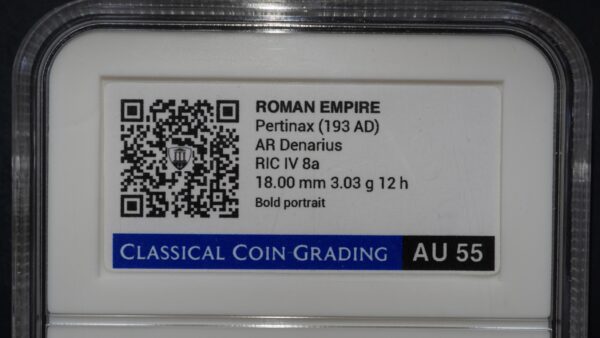 ROMAN EMPIRE
Pertinax (193 AD)
AR Denarius
RIC IV 8a
18.00 mm 3.03 g 12 h
Bold portrait
CLASSICAL COIN GRADING AU 55